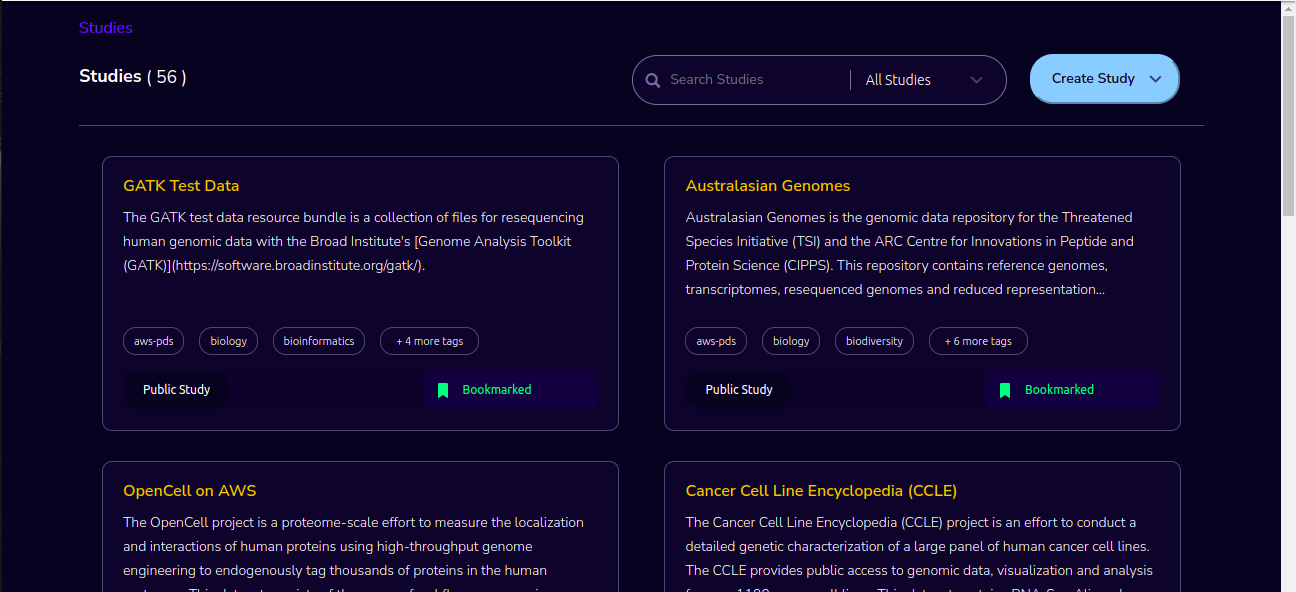 Studies
Studies ( 56 )
Search Studies
All Studies
Create Study
GATK Test Data
The GATK test data resource bundle is a collection of files for resequencing
human genomic data with the Broad Institute's [Genome Analysis Toolkit
(GATK)](https://software.broadinstitute.org/gatk/).
aws-pds
biology
bioinformatics
+ 4 more tags
Public Study
Bookmarked
Australasian Genomes
Australasian Genomes is the genomic data repository for the Threatened
Species Initiative (TSI) and the ARC Centre for Innovations in Peptide and
Protein Science (CIPPS). This repository contains reference genomes,
transcriptomes, resequenced genomes and reduced representation...
aws-pds
biology
biodiversity
+ 6 more tags
Public Study
Bookmarked
OpenCell on AWS
The OpenCell project is a proteome-scale effort to measure the localization
and interactions of human proteins using high-throughput genome
engineering to endogenously tag thousands of proteins in the human
Cancer Cell Line Encyclopedia (CCLE)
The Cancer Cell Line Encyclopedia (CCLE) project is an effort to conduct a
detailed genetic characterization of a large panel of human cancer cell lines.
The CCLE provides public access to genomic data, visualization and analysis